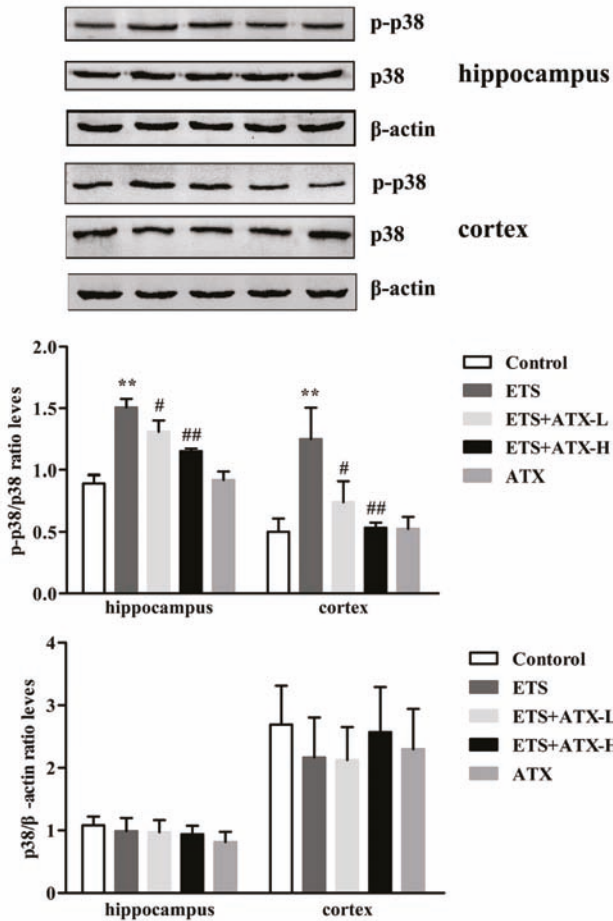 p-p38
p38
hippocampus
β-actin
p-p38
p38
cortex
β-actin
2.0
1.5
1.0
0.5
0.0
p-p38/p38 ratio leves
**
#
##
**
#
##
hippocampus
cortex
Control
ETS
ETS+ATX-L
ETS+ATX-H
ATX
4
3
2
1
0
p38/β -actin ratio leves
hippocampus
cortex
Contorol
ETS
ETS+ATX-L
ETS+ATX-H
ATX